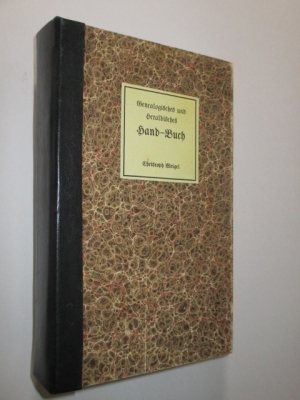 Genealogisches und
Heraldisches
Hand-Buch
Christoph Weigel